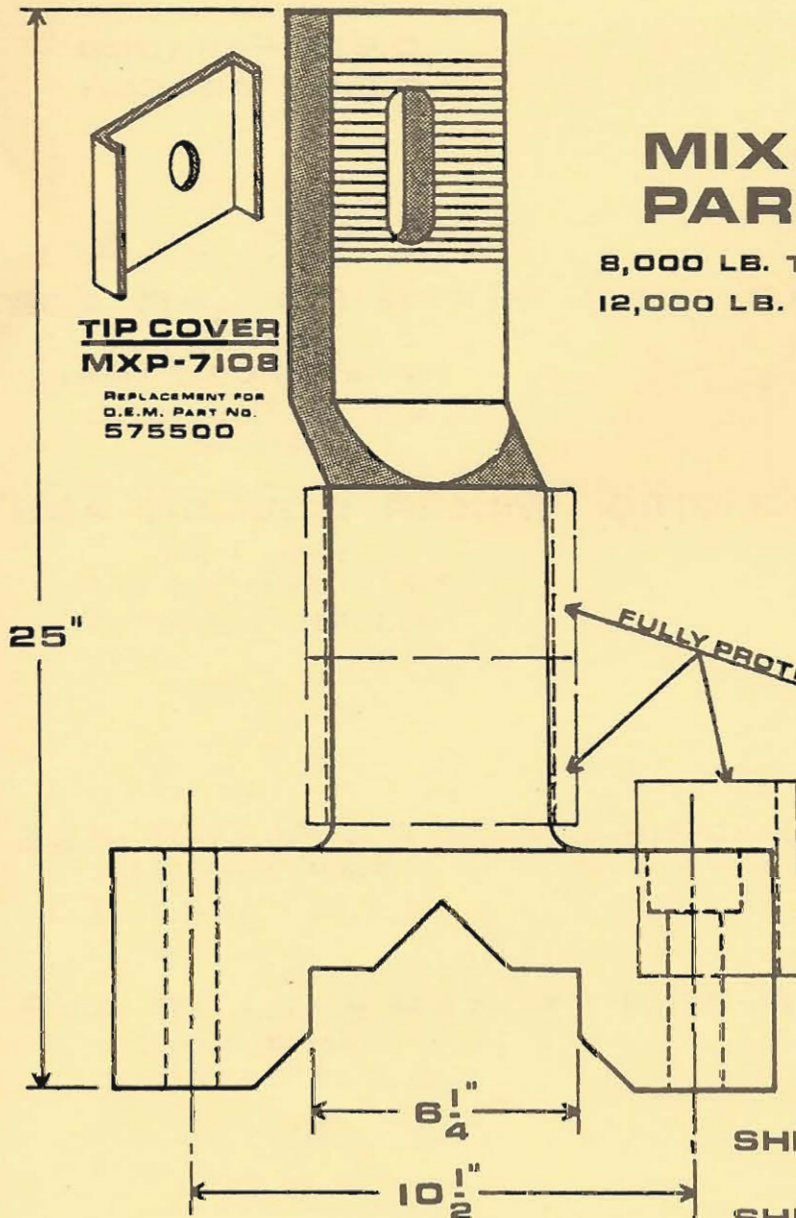 MIX
PAR
8,000 LB. T
12,000 LB.
TIP COVER
MXP-7108
REPLACEMENT FOR
O.E.M. PART NO.
575500
25"
FULLY PROT
6 1/4"
10 1/2"
SH